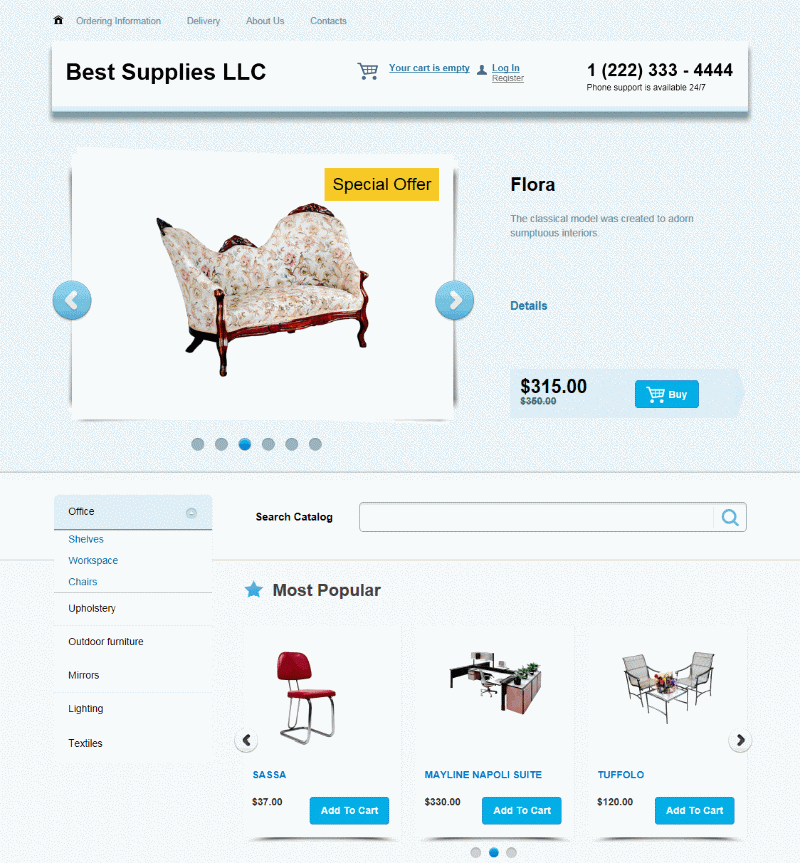 Ordering Information Delivery About Us Contacts
Best Supplies LLC
Your cart is empty
Log In
Register
1 (222) 333 - 4444
Phone support is available 24/7
Special Offer
Flora
The classical model was created to adorn
sumptuous interiors.
Details
$315.00
$350.00
Buy
Office
Shelves
Workspace
Chairs
Upholstery
Outdoor furniture
Mirrors
Lighting
Textiles
Search Catalog
Most Popular
SASSA
$37.00
Add To Cart
MAYLINE NAPOLI SUITE
$330.00
Add To Cart
TUFFOLO
$120.00
Add To Cart